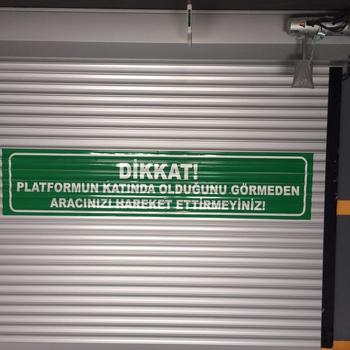 DİKKAT!
PLATFORMUN KATINDA OLDUĞUNU GÖRMEDEN
ARACINIZI HAREKET ETTİRMEYİNİZ!